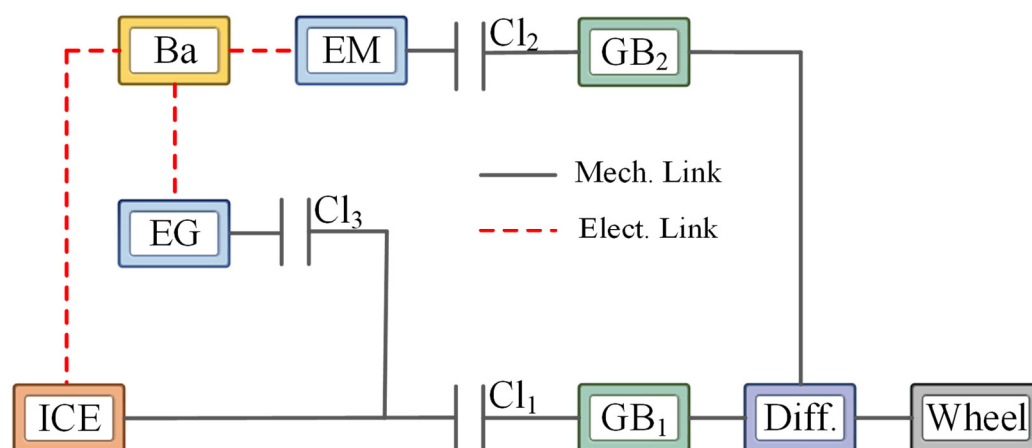 Ba
EM
Cl₂
GB₂
Mech. Link
Elect. Link
EG
Cl₃
ICE
Cl₁
GB₁
Diff.
Wheel